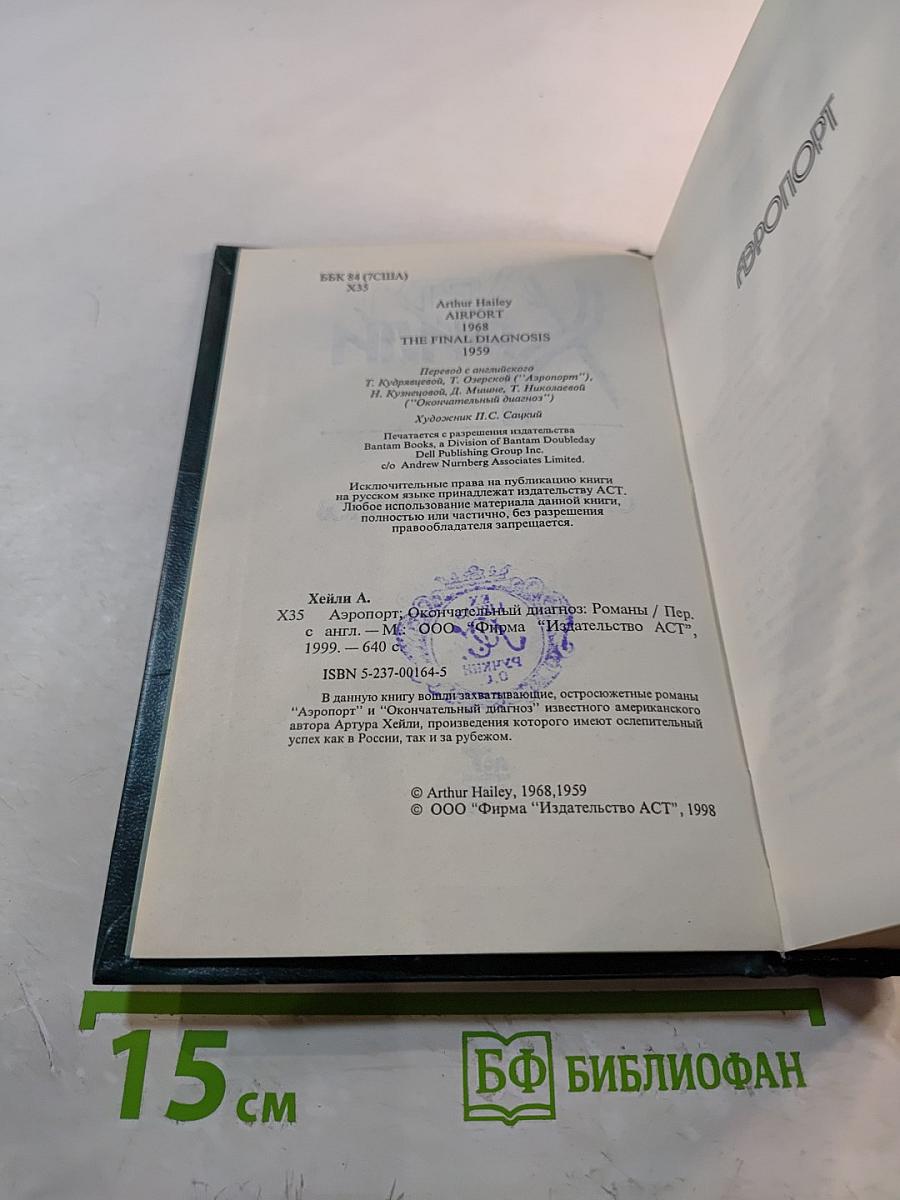 ББК 84 (7США)
Х35
Arthur Hailey
AIRPORT
1968
THE FINAL DIAGNOSIS
1959
Перевод с английского
Т. Кудрявцевой, Т. Озерской ("Аэропорт"),
Н. Кузнецовой, Д. Мишне, Т. Николаевой
("Окончательный диагноз")
Художник П.С. Сацкий
Печатается с разрешения издательства
Bantam Books, a Division of Bantam Doubleday
Dell Publishing Group Inc.
c/o Andrew Nurnberg Associates Limited.
Исключительные права на публикацию книги
на русском языке принадлежат издательству АСТ.
Любое использование материала данной книги,
полностью или частично, без разрешения
правообладателя запрещается.
Хейли А.
Х35 Аэропорт; Окончательный диагноз: Романы / Пер.
с англ. — М.: ООО "Фирма "Издательство АСТ",
1999. — 640 с.
ISBN 5-237-00164-5
В данную книгу вошли захватывающие, остросюжетные романы
"Аэропорт" и "Окончательный диагноз" известного американского
автора Артура Хейли, произведения которого имеют ослепительный
успех как в России, так и за рубежом.
© Arthur Hailey, 1968,1959
© ООО "Фирма "Издательство АСТ", 1998
АЭРОПОРТ
15 см
БФ БИБЛИОФАН